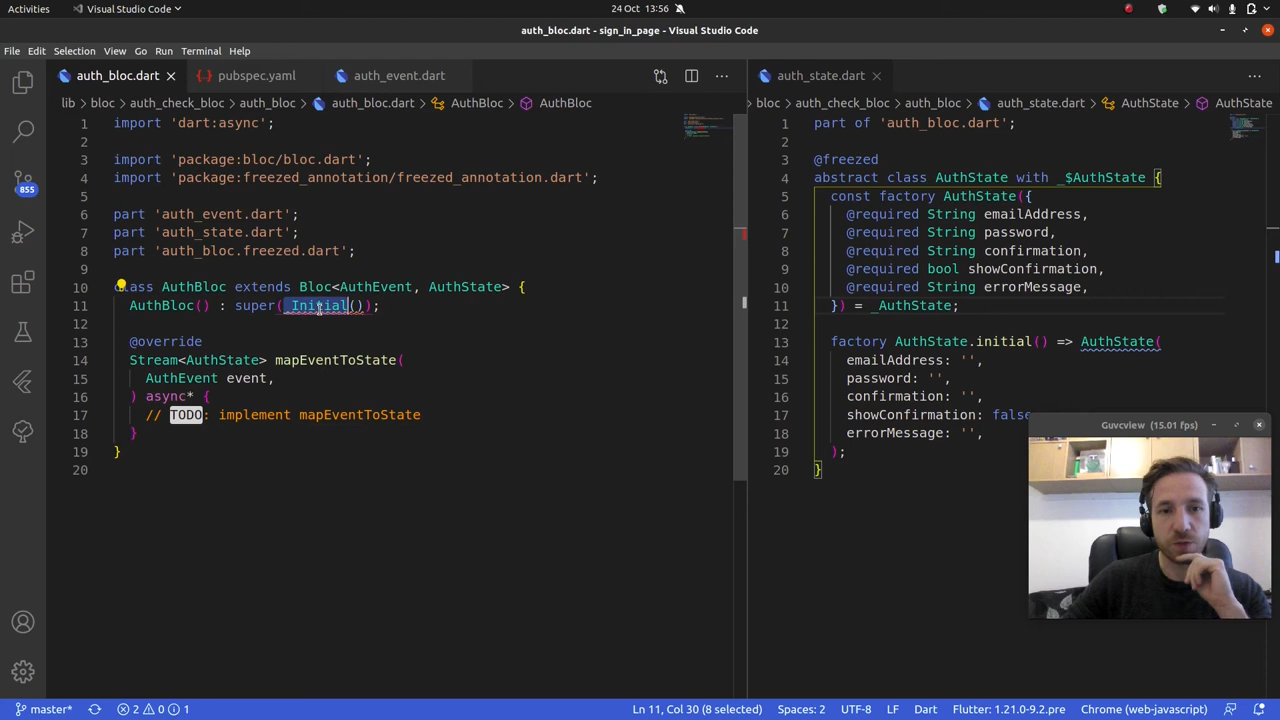 Activities
Visual Studio Code
24 Oct 13:56
auth_bloc.dart - sign_in_page - Visual Studio Code
File Edit Selection View Go Run Terminal Help
auth_bloc.dart
pubspec.yaml
auth_event.dart
lib bloc auth_check_bloc auth_bloc auth_bloc.dart AuthBloc AuthBloc
1 import 'dart:async';
2
3 import 'package:bloc/bloc.dart';
4 import 'package:freezed_annotation/freezed_annotation.dart';
5
6 part 'auth_event.dart';
7 part 'auth_state.dart';
8 part 'auth_bloc.freezed.dart';
9
10 class AuthBloc extends Bloc<AuthEvent, AuthState> {
11 AuthBloc() : super(_Initial());
12
13 @override
14 Stream<AuthState> mapEventToState(
15 AuthEvent event,
16 ) async* {
17 // TODO: implement mapEventToState
18 }
19 }
20
auth_state.dart
bloc auth_check_bloc auth_bloc auth_state.dart AuthState AuthState
1 part of 'auth_bloc.dart';
2
3 @freezed
4 abstract class AuthState with _$AuthState {
5 const factory AuthState({
6 @required String emailAddress,
7 @required String password,
8 @required String confirmation,
9 @required bool showConfirmation,
10 @required String errorMessage,
11 }) = _AuthState;
12
13 factory AuthState.initial() => AuthState(
14 emailAddress: '',
15 password: '',
16 confirmation: '',
17 showConfirmation: false,
18 errorMessage: '',
19 );
20 }
855
Guvcview (15.01 fps)
master*
2 0 1
Ln 11, Col 30 (8 selected)
Spaces: 2
UTF-8
LF
Dart
Flutter: 1.21.0-9.2.pre
Chrome (web-javascript)